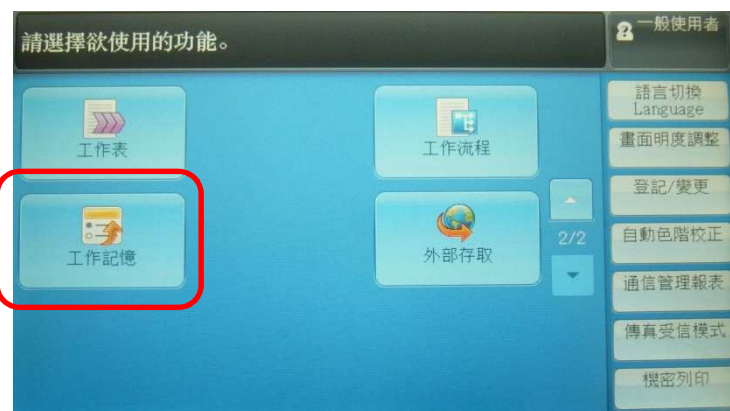 請選擇欲使用的功能。
一般使用者
工作表
工作流程
工作記憶
外部存取
2/2
語言切換
Language
畫面明度調整
登記/變更
自動色階校正
通信管理報表
傳真受信模式
機密列印